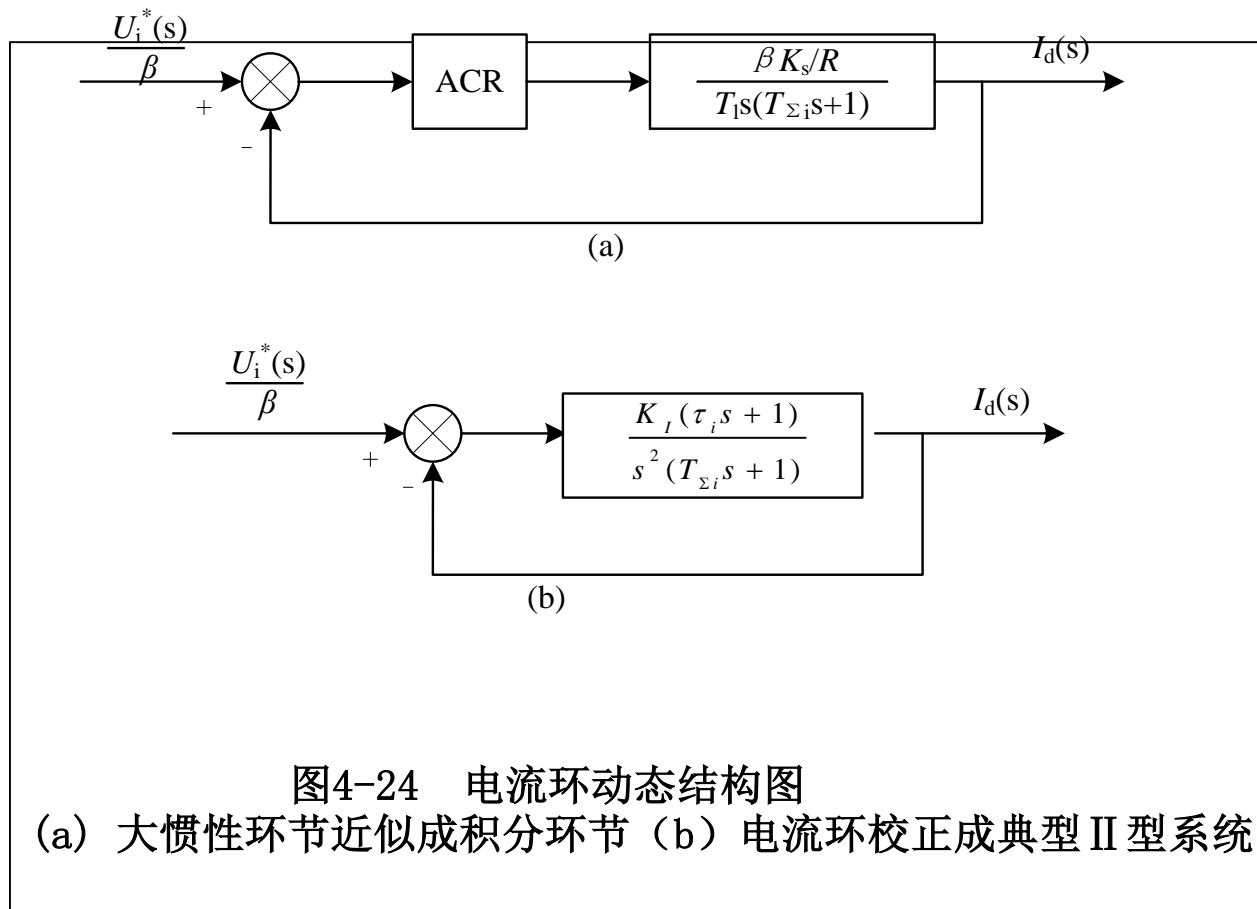 U_i^*(s)
β
+
-
ACR
βK_s/R
T_l s(T_Σi s+1)
I_d(s)
(a)
U_i^*(s)
β
+
-
K_I(τ_i s + 1)
s^2(T_Σi s + 1)
I_d(s)
(b)
图4-24 电流环动态结构图
(a) 大惯性环节近似成积分环节（b）电流环校正成典型Ⅱ型系统